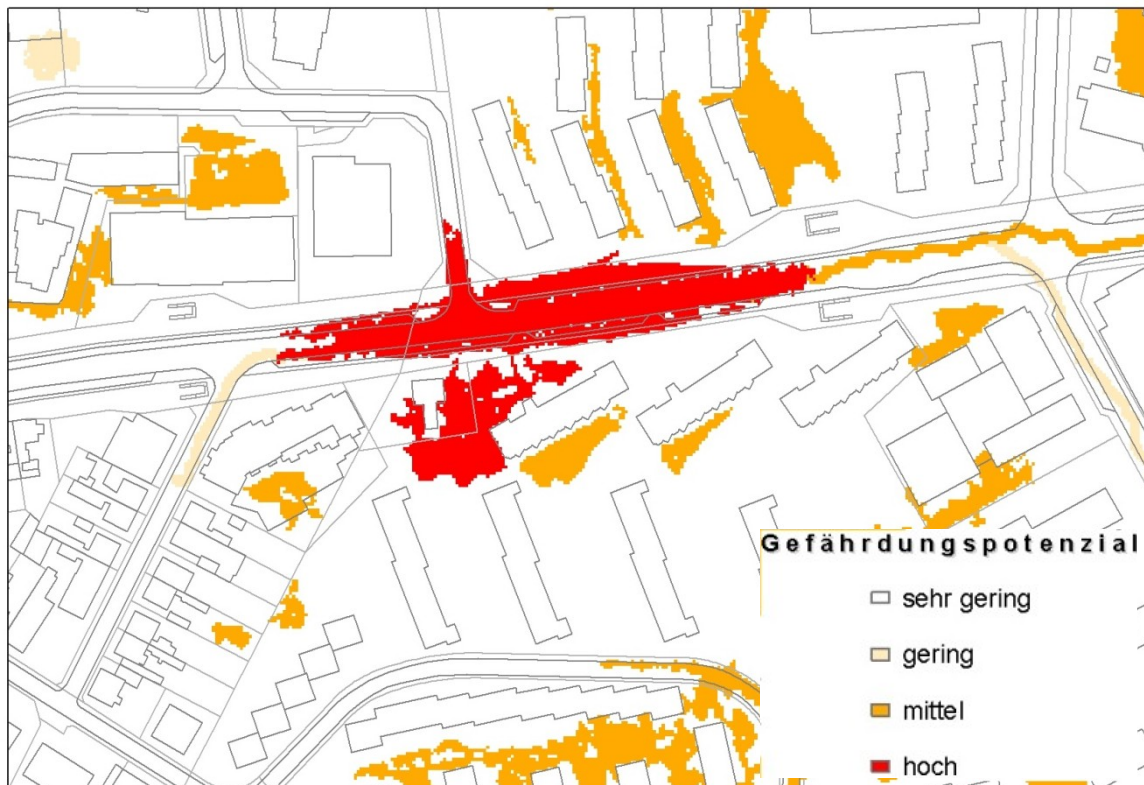 Gefährdungspotenzial
sehr gering
gering
mittel
hoch